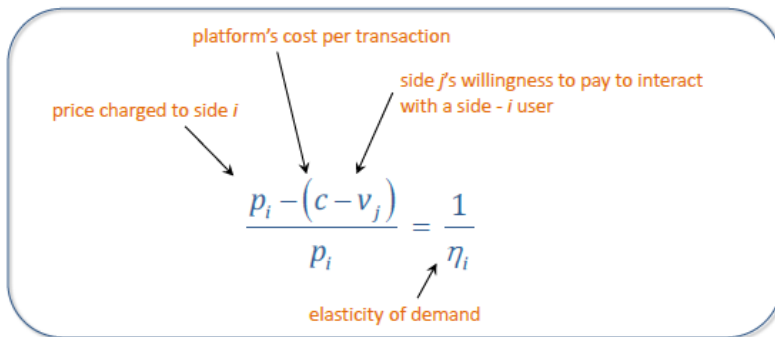 platform's cost per transaction
side j's willingness to pay to interact
with a side - i user
price charged to side i
p_i − (c − v_j)
p_i
= 1
η_i
elasticity of demand